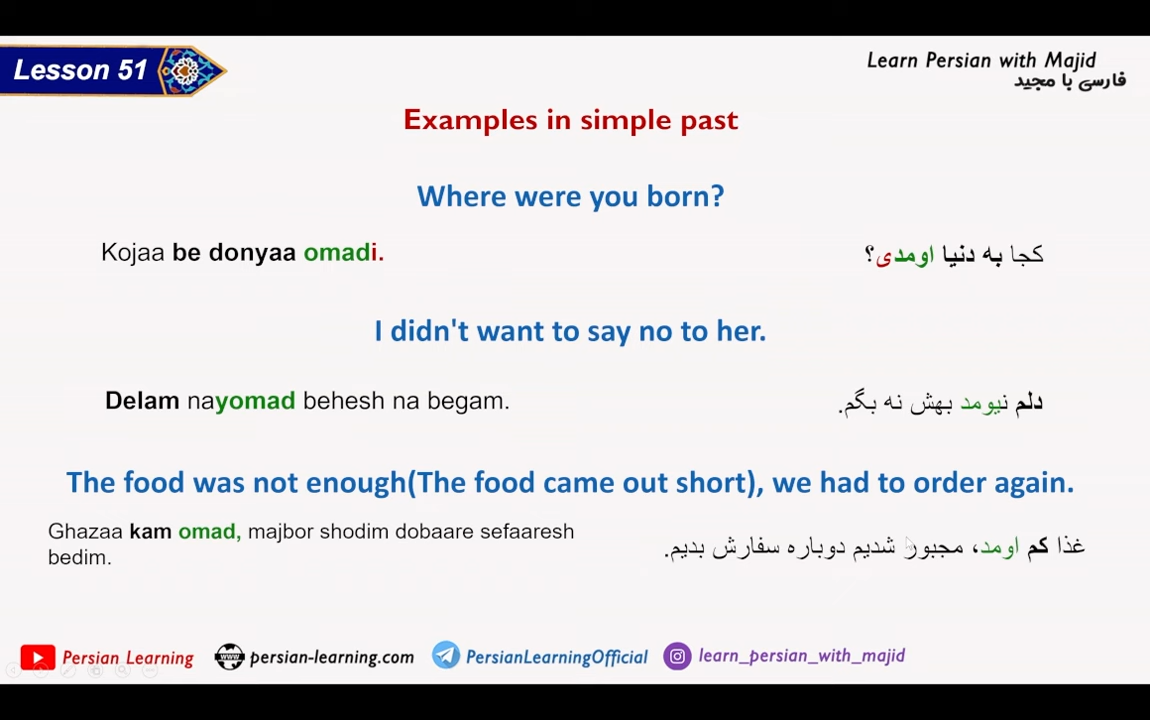 Lesson 51
Learn Persian with Majid
فارسی با مجید
Examples in simple past
Where were you born?
Kojaa be donyaa omadi.
کجا به دنیا اومدی؟
I didn't want to say no to her.
Delam nayomad behesh na begam.
دلم نیومد بهش نه بگم.
The food was not enough(The food came out short), we had to order again.
Ghazaa kam omad, majbor shodim dobaare sefaaresh
bedim.
غذا کم اومد، مجبور شدیم دوباره سفارش بدیم.
Persian Learning
www
persian-learning.com
PersianLearningOfficial
learn_persian_with_majid